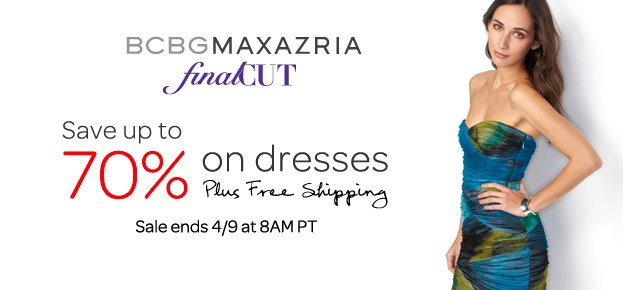 BCBGMAXAZRIA
finalCUT
Save up to
70% on dresses
Plus Free Shipping
Sale ends 4/9 at 8AM PT